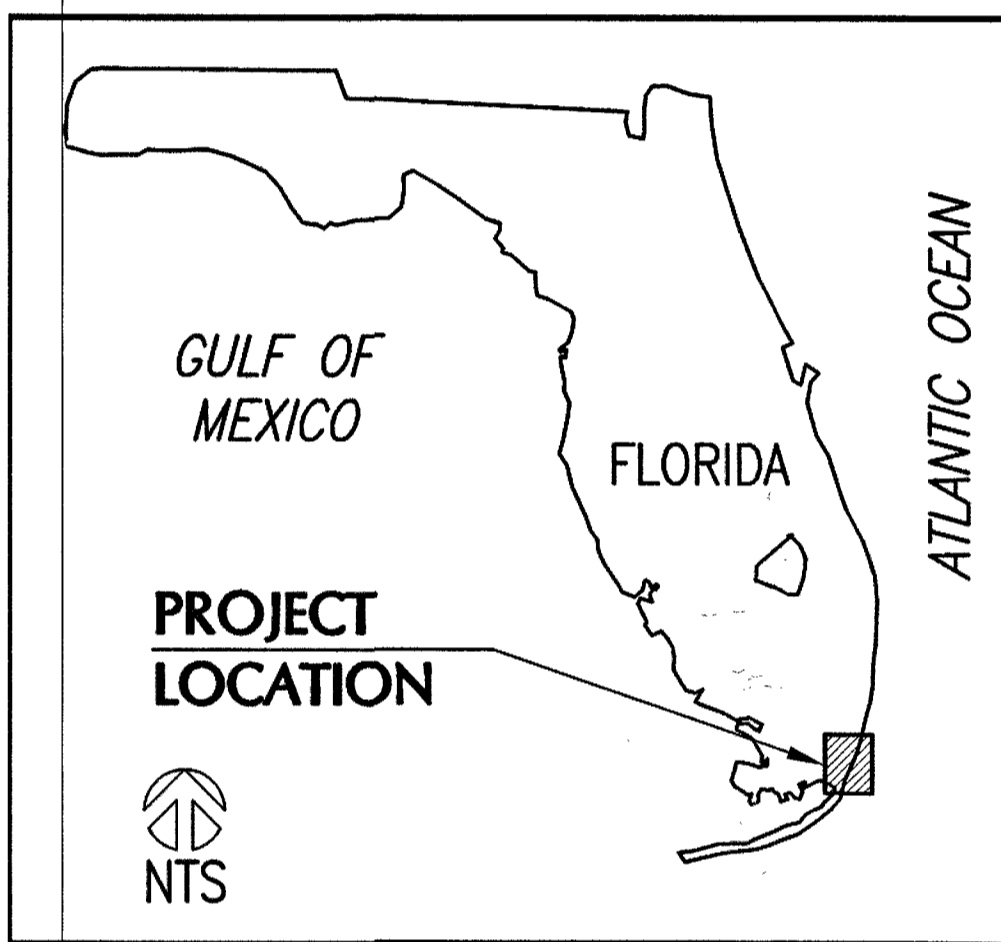 GULF OF
MEXICO
ATLANTIC OCEAN
FLORIDA
PROJECT
LOCATION
NTS